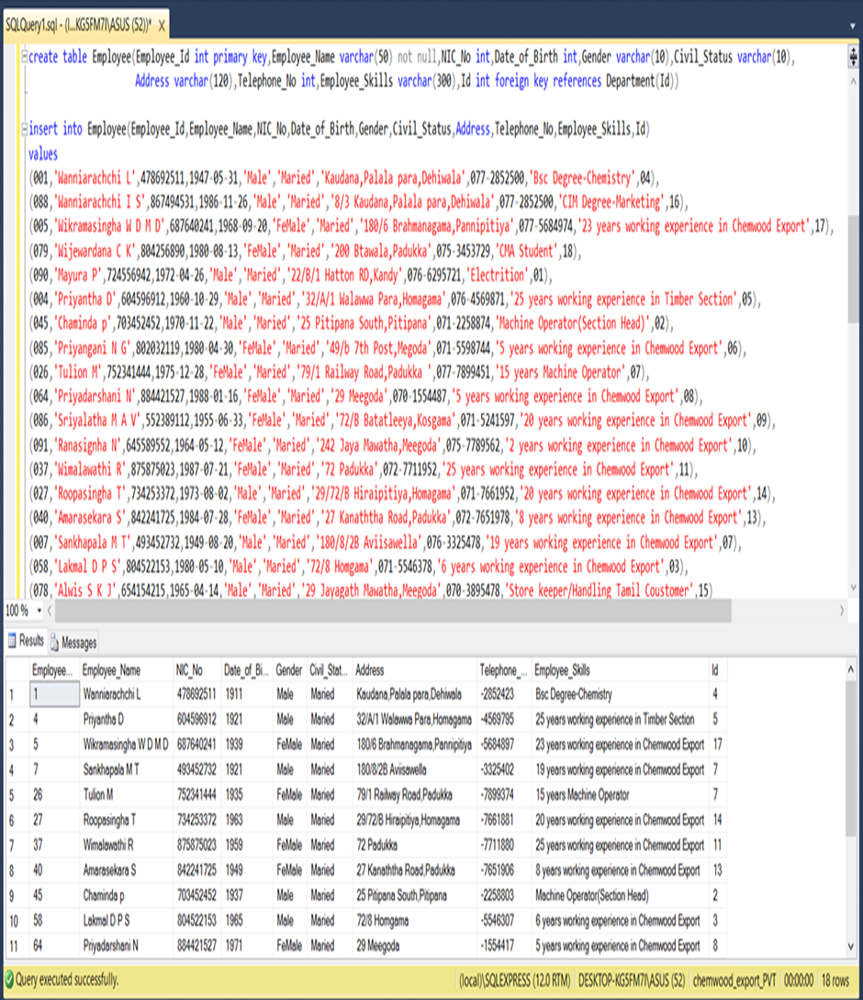 SQLQuery1.sql - (l...KG5FM7I\ASUS (52))* X
create table Employee(Employee_Id int primary key,Employee_Name varchar(50) not null,NIC_No int,Date_of_Birth int,Gender varchar(10),Civil_Status varchar(10),
Address varchar(120),Telephone_No int,Employee_Skills varchar(300),Id int foreign key references Department(Id))
insert into Employee(Employee_Id,Employee_Name,NIC_No,Date_of_Birth,Gender,Civil_Status,Address,Telephone_No,Employee_Skills,Id)
values
(001,'Wanniarachchi L',478692511,1947-05-31,'Male','Maried','Kaudana,Palala para,Dehiwala',077-2852500,'Bsc Degree-Chemistry',04),
(088,'Wanniarachchi I S',867494531,1986-11-26,'Male','Maried','8/3 Kaudana,Palala para,Dehiwala',077-2852500,'CIM Degree-Marketing',16),
(005,'Wikramasingha W D M D',687640241,1968-09-20,'FeMale','Maried','180/6 Brahmanagama,Pannipitiya',077-5684974,'23 years working experience in Chemwood Export',17),
(079,'Wijewardana C K',804256890,1980-08-13,'FeMale','Maried','200 Btawala,Padukka',075-3453729,'CMA Student',18),
(090,'Mayura P',724556942,1972-04-26,'Male','Maried','22/B/1 Hatton RD,Kandy',076-6295721,'Electrition',01),
(004,'Priyantha D',604596912,1960-10-29,'Male','Maried','32/A/1 Walawwa Para,Homagama',076-4569871,'25 years working experience in Timber Section',05),
(045,'Chaminda p',703452452,1970-11-22,'Male','Maried','25 Pitipana South,Pitipana',071-2258874,'Machine Operator(Section Head)',02),
(085,'Priyangani N G',802032119,1980-04-30,'FeMale','Maried','49/b 7th Post,Megoda',071-5598744,'5 years working experience in Chemwood Export',06),
(026,'Tulion M',752341444,1975-12-28,'FeMale','Maried','79/1 Railway Road,Padukka ',077-7899451,'15 years Machine Operator',07),
(064,'Priyadarshani N',884421527,1988-01-16,'FeMale','Maried','29 Meegoda',070-1554487,'5 years working experience in Chemwood Export',08),
(086,'Sriyalatha M A V',552389112,1955-06-33,'FeMale','Maried','72/B Batatleeya,Kosgama',071-5241597,'20 years working experience in Chemwood Export',09),
(091,'Ranasignha N',645589552,1964-05-12,'FeMale','Maried','242 Jaya Mawatha,Meegoda',075-7789562,'2 years working experience in Chemwood Export',10),
(037,'Wimalawathi R',875875023,1987-07-21,'FeMale','Maried','72 Padukka',072-7711952,'25 years working experience in Chemwood Export',11),
(027,'Roopasingha T',734253372,1973-08-02,'Male','Maried','29/72/B Hiraipitiya,Homagama',071-7661952,'20 years working experience in Chemwood Export',14),
(040,'Amarasekara S',842241725,1984-07-28,'FeMale','Maried','27 Kanaththa Road,Padukka',072-7651978,'8 years working experience in Chemwood Export',13),
(007,'Sankhapala M T',493452732,1949-08-20,'Male','Maried','180/8/2B Aviisawella',076-3325478,'19 years working experience in Chemwood Export',07),
(058,'Lakmal D P S',804522153,1980-05-10,'Male','Maried','72/8 Homgama',071-5546378,'6 years working experience in Chemwood Export',03),
(078,'Alwis S K J',654154215,1965-04-14,'Male','Maried','29 Jayagath Mawatha,Meegoda',070-3895478,'Store keeper/Handling Tamil Coustomer',15)
100 %
Results Messages
Employee... Employee_Name NIC_No Date_of_Bi... Gender Civil_Stat... Address Telephone_... Employee_Skills Id
1 1 Wanniarachchi L 478692511 1911 Male Maried Kaudana,Palala para,Dehiwala -2852423 Bsc Degree-Chemistry 4
2 4 Priyantha D 604596912 1921 Male Maried 32/A/1 Walawwa Para,Homagama -4569795 25 years working experience in Timber Section 5
3 5 Wikramasingha W D M D 687640241 1939 FeMale Maried 180/6 Brahmanagama,Pannipitiya -5684897 23 years working experience in Chemwood Export 17
4 7 Sankhapala M T 493452732 1921 Male Maried 180/8/2B Aviisawella -3325402 19 years working experience in Chemwood Export 7
5 26 Tulion M 752341444 1935 FeMale Maried 79/1 Railway Road,Padukka -7899374 15 years Machine Operator 7
6 27 Roopasingha T 734253372 1963 Male Maried 29/72/B Hiraipitiya,Homagama -7661881 20 years working experience in Chemwood Export 14
7 37 Wimalawathi R 875875023 1959 FeMale Maried 72 Padukka -7711880 25 years working experience in Chemwood Export 11
8 40 Amarasekara S 842241725 1949 FeMale Maried 27 Kanaththa Road,Padukka -7651906 8 years working experience in Chemwood Export 13
9 45 Chaminda p 703452452 1937 Male Maried 25 Pitipana South,Pitipana -2258803 Machine Operator(Section Head) 2
10 58 Lakmal D P S 804522153 1965 Male Maried 72/8 Homgama -5546307 6 years working experience in Chemwood Export 3
11 64 Priyadarshani N 884421527 1971 FeMale Maried 29 Meegoda -1554417 5 years working experience in Chemwood Export 8
Query executed successfully. (local)\SQLEXPRESS (12.0 RTM) DESKTOP-KG5FM7I\ASUS (52) chemwood_export_PVT 00:00:00 18 rows